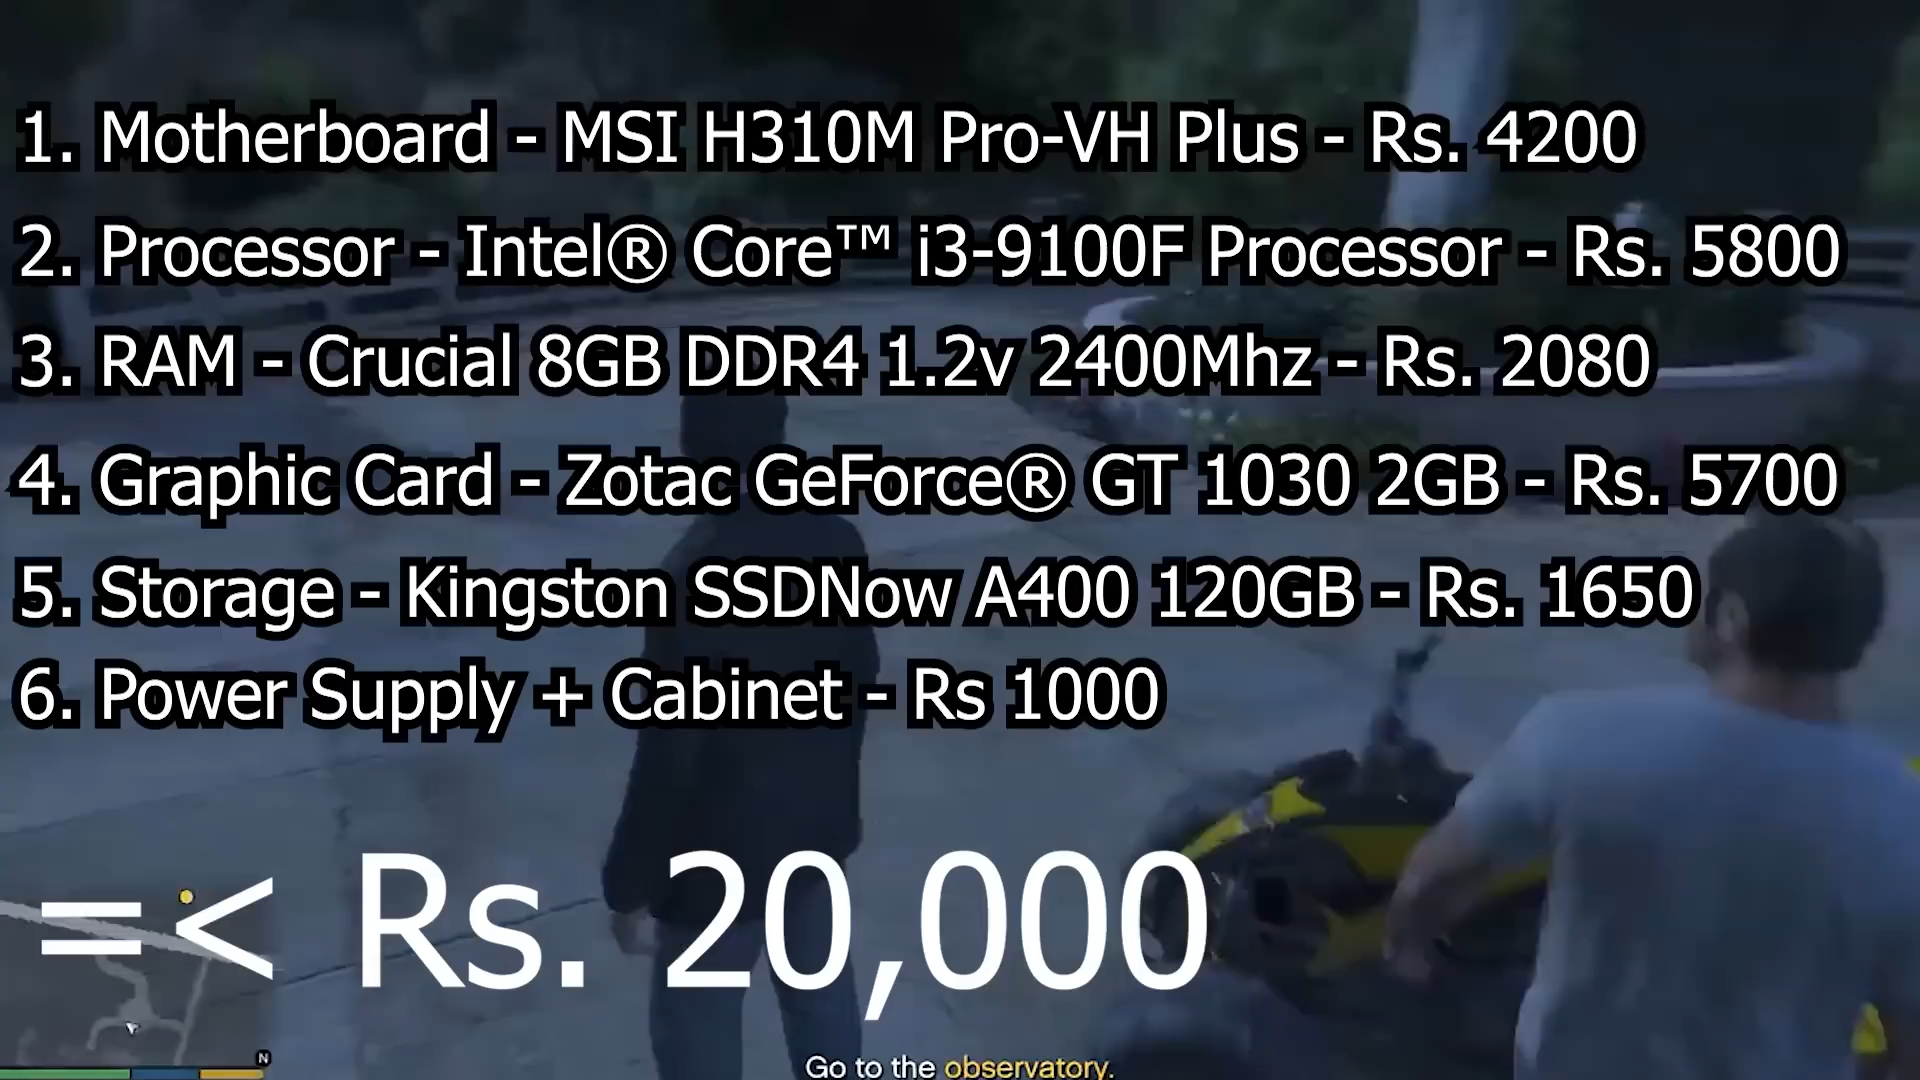 1. Motherboard - MSI H310M Pro-VH Plus - Rs. 4200
2. Processor - Intel® Core™ i3-9100F Processor - Rs. 5800
3. RAM - Crucial 8GB DDR4 1.2v 2400Mhz - Rs. 2080
4. Graphic Card - Zotac GeForce® GT 1030 2GB - Rs. 5700
5. Storage - Kingston SSDNow A400 120GB - Rs. 1650
6. Power Supply + Cabinet - Rs 1000
=< Rs. 20,000
N
Go to the observatory.